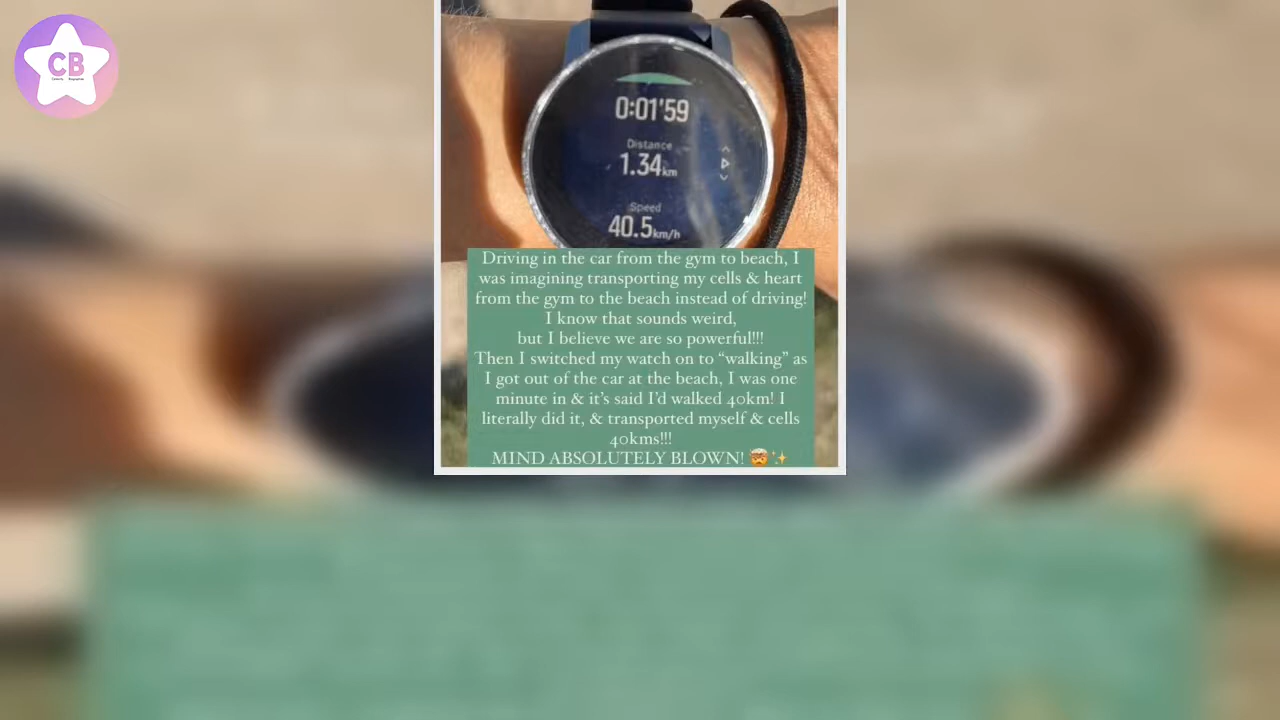 CB
0:01'59
Distance
1.34km
Speed
40.5km/h
Driving in the car from the gym to beach, I
was imagining transporting my cells & heart
from the gym to the beach instead of driving!
I know that sounds weird,
but I believe we are so powerful!!!
Then I switched my watch on to “walking” as
I got out of the car at the beach, I was one
minute in & it’s said I’d walked 40km! I
literally did it, & transported myself & cells
40kms!!!
MIND ABSOLUTELY BLOWN! 🤯✨